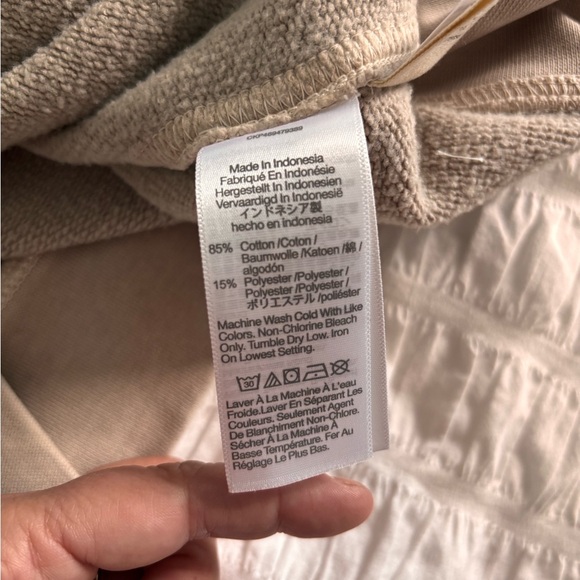 Made In Indonesia
Fabriqué En Indonésie
Hergestellt In Indonesien
Vervaardigd In Indonesië
インドネシア製
hecho en indonesia
85% Cotton /Coton /
Baumwolle /Katoen /綿 /
algodón
15% Polyester /Polyester /
Polyester /Polyester /
ポリエステル /poliéster
Machine Wash Cold With Like
Colors. Non-Chlorine Bleach
Only. Tumble Dry Low. Iron
On Lowest Setting.
30
Laver À La Machine À L'eau
Froide.Laver En Séparant Les
Couleurs. Seulement Agent
De Blanchiment Non-Chlore.
Sécher À La Machine À
Basse Température. Fer Au
Réglage Le Plus Bas.